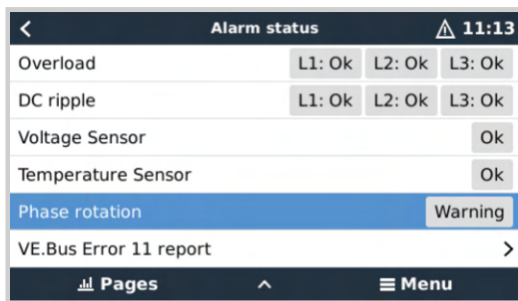 Alarm status 11:13
Overload L1: Ok L2: Ok L3: Ok
DC ripple L1: Ok L2: Ok L3: Ok
Voltage Sensor Ok
Temperature Sensor Ok
Phase rotation Warning
VE.Bus Error 11 report
Pages Menu